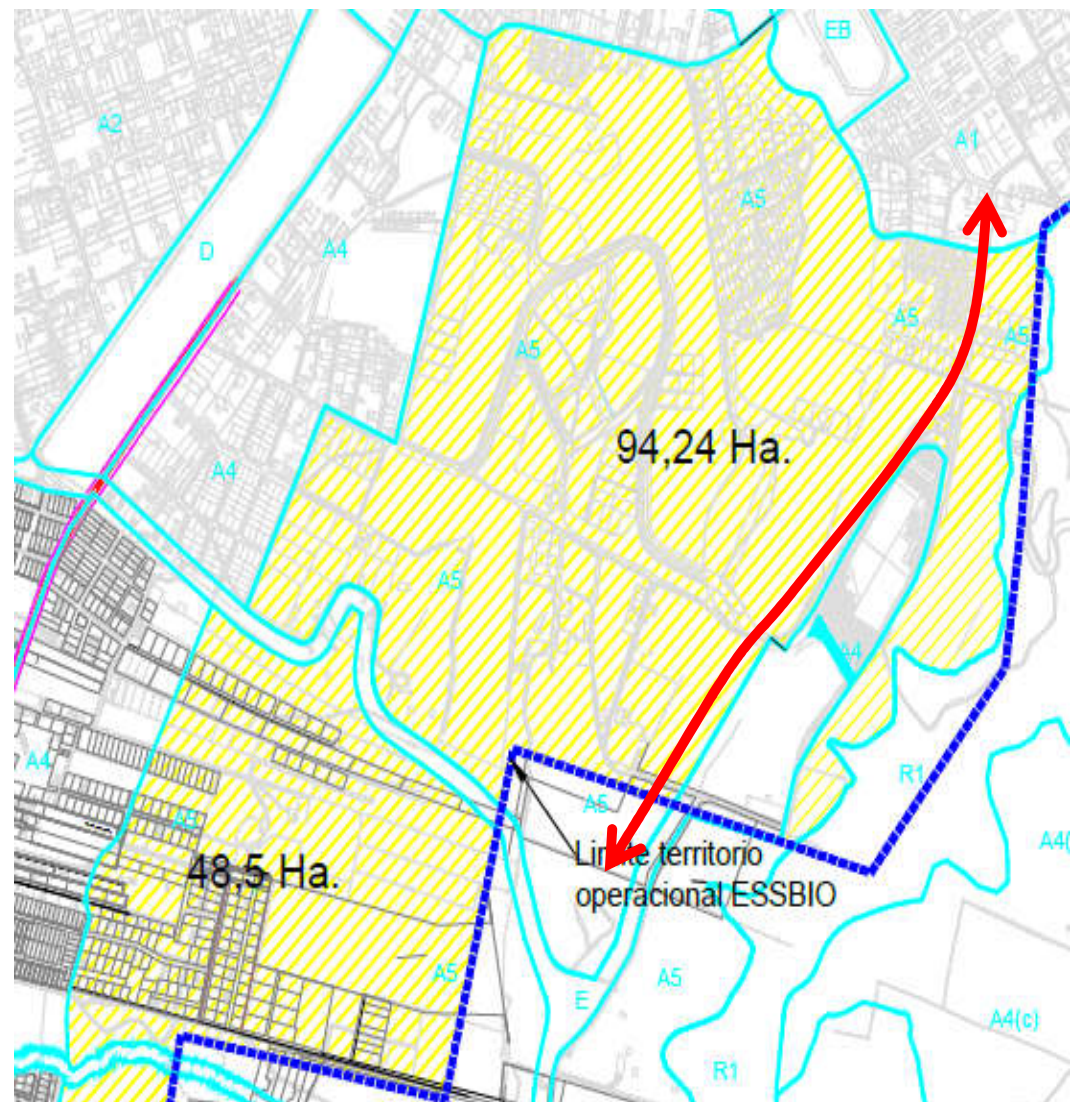 EB
A2
A1
A5
D
A4
A5
A5
A5
94,24 Ha.
A4
A5
A4
R1
A4
A5
A5
48,5 Ha.
Limite territorio
operacional ESSBIO
A4(
A5
A5
E
A4(c)
R1